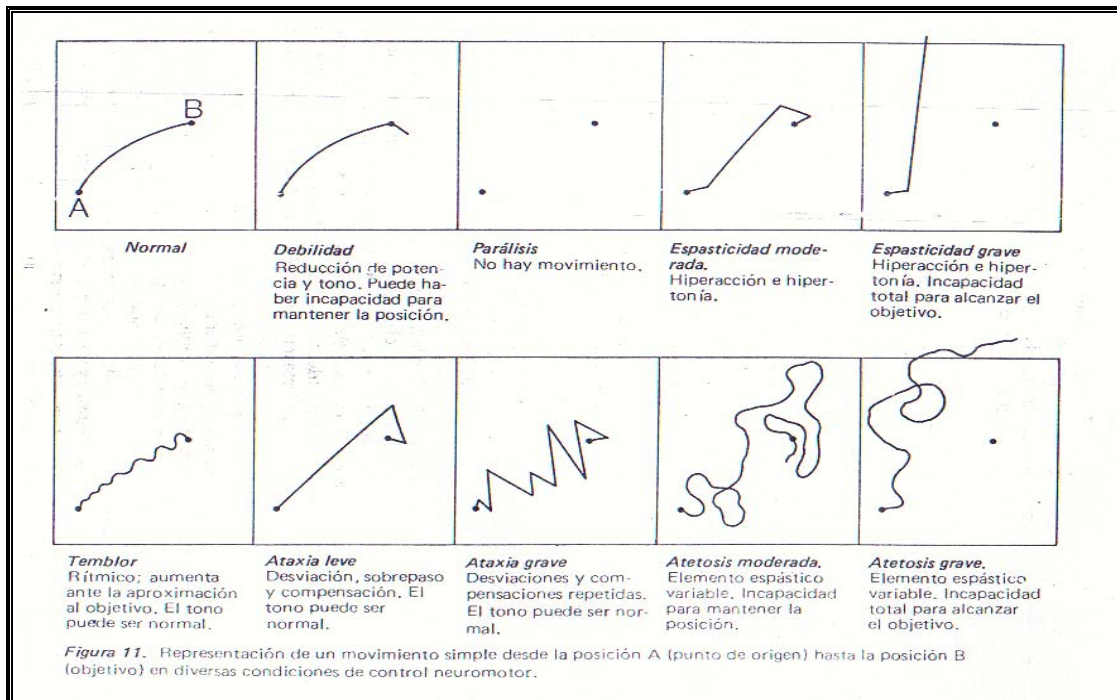 B
A
Normal
Debilidad
Reducción de poten-
cia y tono. Puede ha-
ber incapacidad para
mantener la posición.
Parálisis
No hay movimiento.
Espasticidad mode-
rada.
Hiperacción e hiper-
tonía.
Espasticidad grave
Hiperacción e hiper-
tonía. Incapacidad
total para alcanzar el
objetivo.
Temblor
Rítmico; aumenta
ante la aproximación
al objetivo. El tono
puede ser normal.
Ataxia leve
Desviación, sobrepaso
y compensación. El
tono puede ser
normal.
Ataxia grave
Desviaciones y com-
pensaciones repetidas.
El tono puede ser nor-
mal.
Atetosis moderada.
Elemento espástico
variable. Incapacidad
para mantener la
posición.
Atetosis grave.
Elemento espástico
variable. Incapacidad
total para alcanzar
el objetivo.
Figura 11. Representación de un movimiento simple desde la posición A (punto de origen) hasta la posición B
(objetivo) en diversas condiciones de control neuromotor.